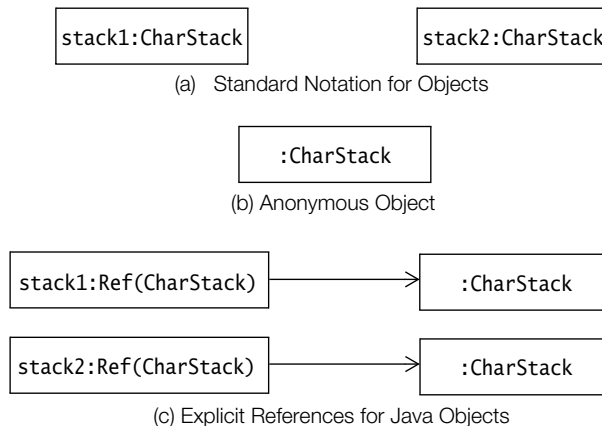 stack1:CharStack stack2:CharStack
(a) Standard Notation for Objects
:CharStack
(b) Anonymous Object
stack1:Ref(CharStack) :CharStack
stack2:Ref(CharStack) :CharStack
(c) Explicit References for Java Objects